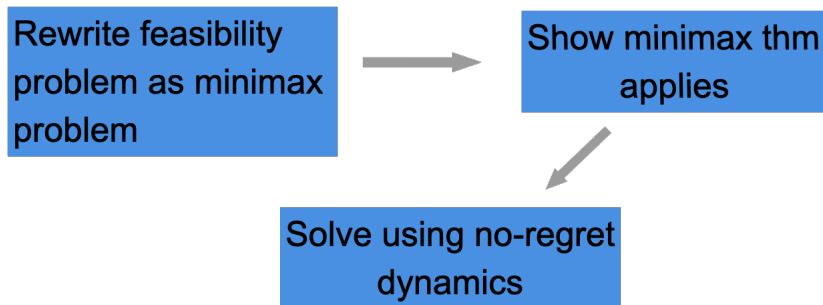 Rewrite feasibility
problem as minimax
problem
Show minimax thm
applies
Solve using no-regret
dynamics